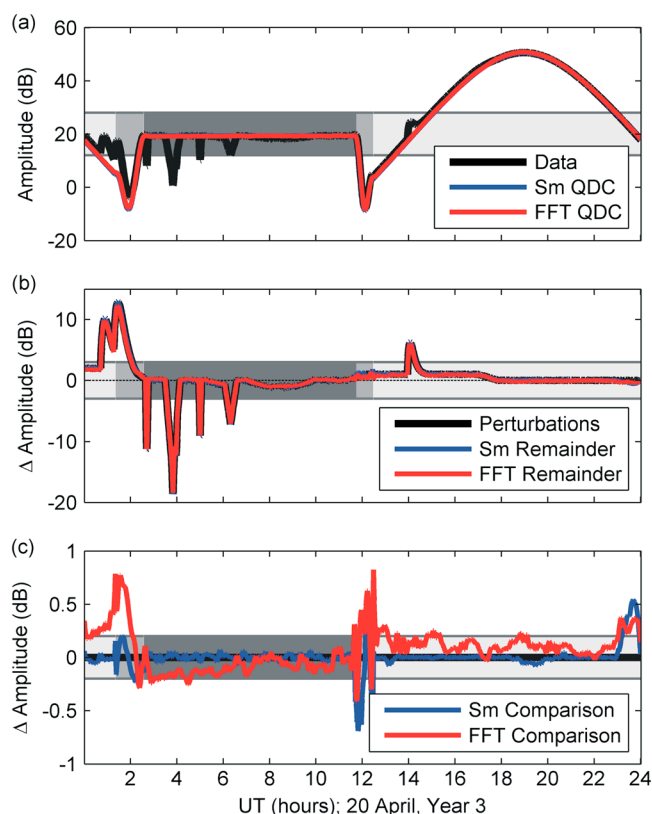 (a)
60
40
20
0
-20
Amplitude (dB)
Data
Sm QDC
FFT QDC
(b)
10
0
-10
-20
Δ Amplitude (dB)
Perturbations
Sm Remainder
FFT Remainder
(c)
1
0.5
0
-0.5
-1
Δ Amplitude (dB)
Sm Comparison
FFT Comparison
2 4 6 8 10 12 14 16 18 20 22 24
UT (hours); 20 April, Year 3